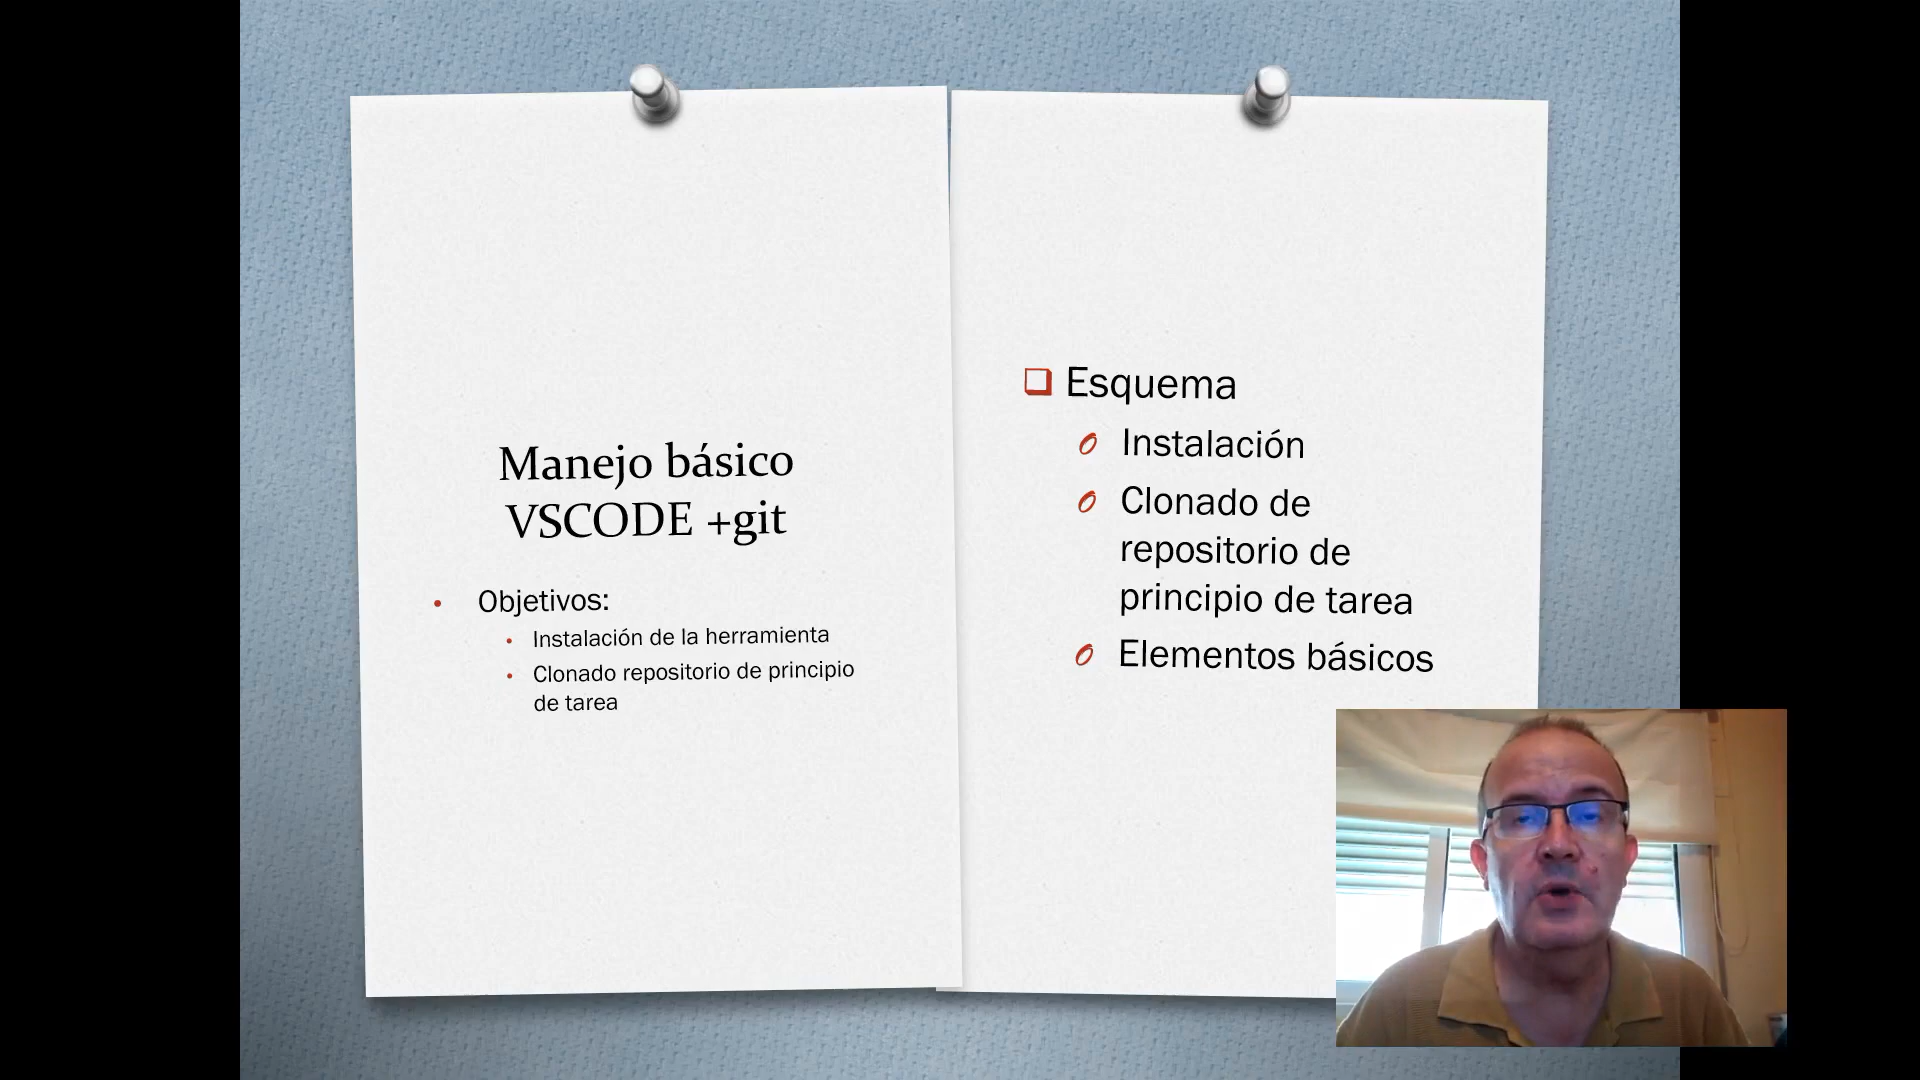 Manejo básico
VSCODE +git
Objetivos:
Instalación de la herramienta
Clonado repositorio de principio
de tarea
Esquema
Instalación
Clonado de
repositorio de
principio de tarea
Elementos básicos